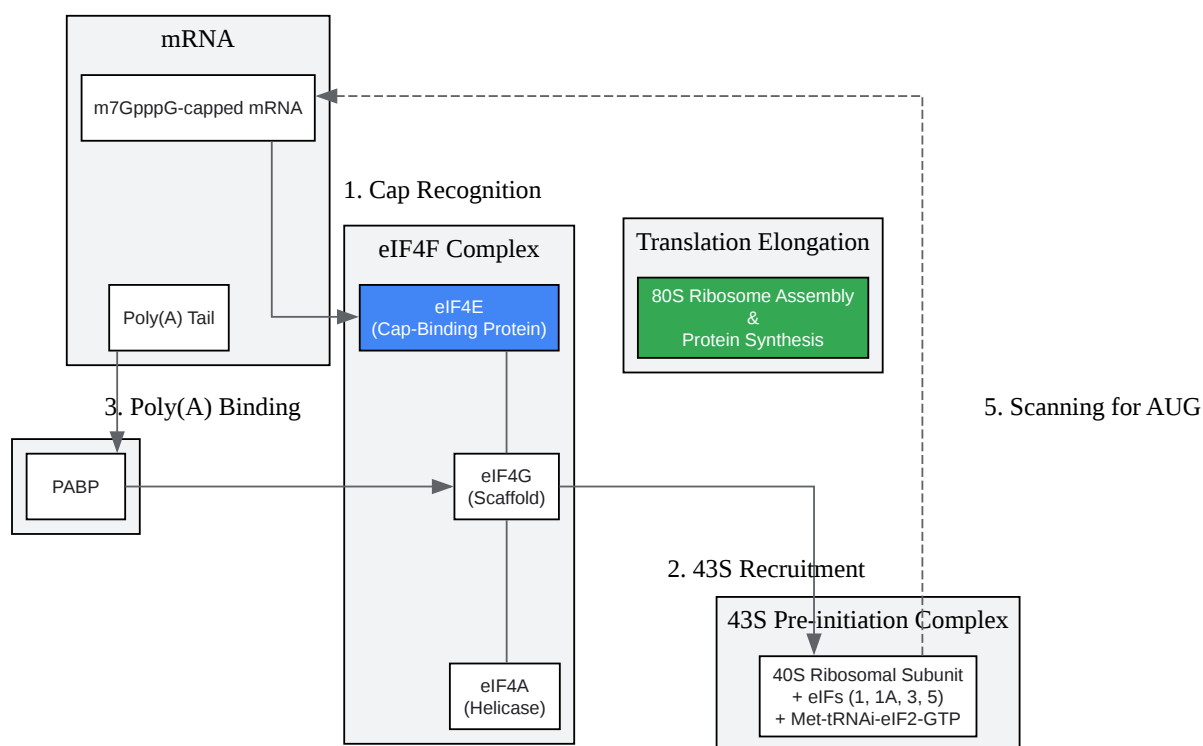 mRNA
m7GpppG-capped mRNA
1. Cap Recognition
eIF4F Complex
Translation Elongation
eIF4E
(Cap-Binding Protein)
80S Ribosome Assembly
&
Protein Synthesis
Poly(A) Tail
3. Poly(A) Binding
5. Scanning for AUG
PABP
eIF4G
(Scaffold)
2. 43S Recruitment
43S Pre-initiation Complex
eIF4A
(Helicase)
40S Ribosomal Subunit
+ eIFs (1, 1A, 3, 5)
+ Met-tRNAi-eIF2-GTP